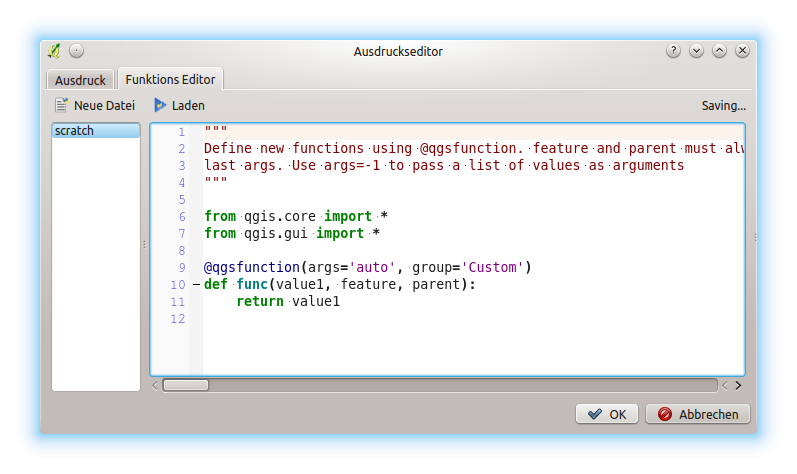 Ausdruckseditor
Ausdruck
Funktions Editor
Neue Datei
Laden
Saving...
scratch
1 """
2 Define new functions using @qgsfunction. feature and parent must
3 last args. Use args=-1 to pass a list of values as arguments
4 """
5
6 from qgis.core import *
7 from qgis.gui import *
8
9 @qgsfunction(args='auto', group='Custom')
10 def func(value1, feature, parent):
11 return value1
12
OK
Abbrechen